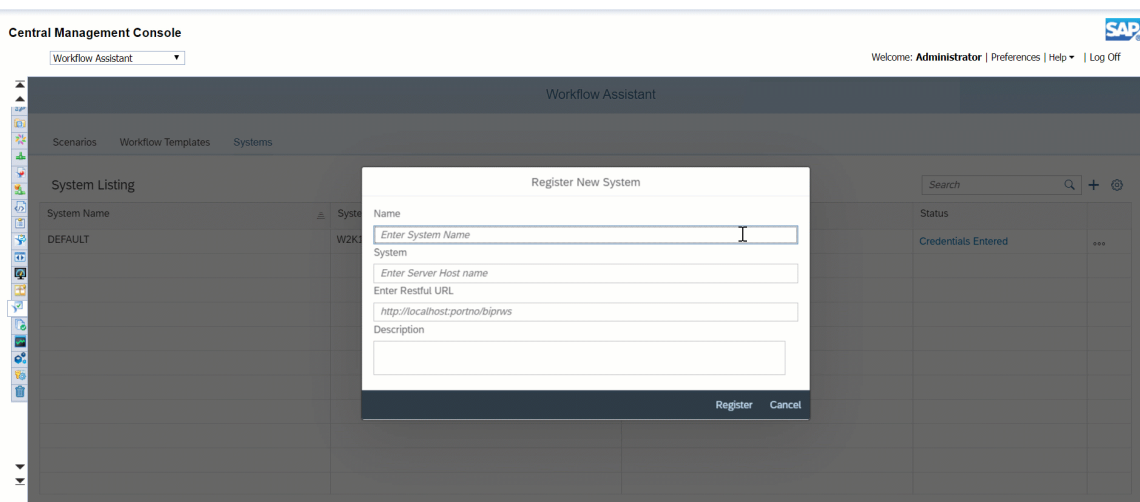 Central Management Console
SAP
Workflow Assistant
Welcome: Administrator | Preferences | Help | Log Off
Workflow Assistant
Scenarios Workflow Templates Systems
System Listing
Search
System Name
Status
DEFAULT
Credentials Entered
Register New System
Name
Enter System Name
System
Enter Server Host name
Enter Restful URL
http://localhost:portno/biprws
Description
Register Cancel